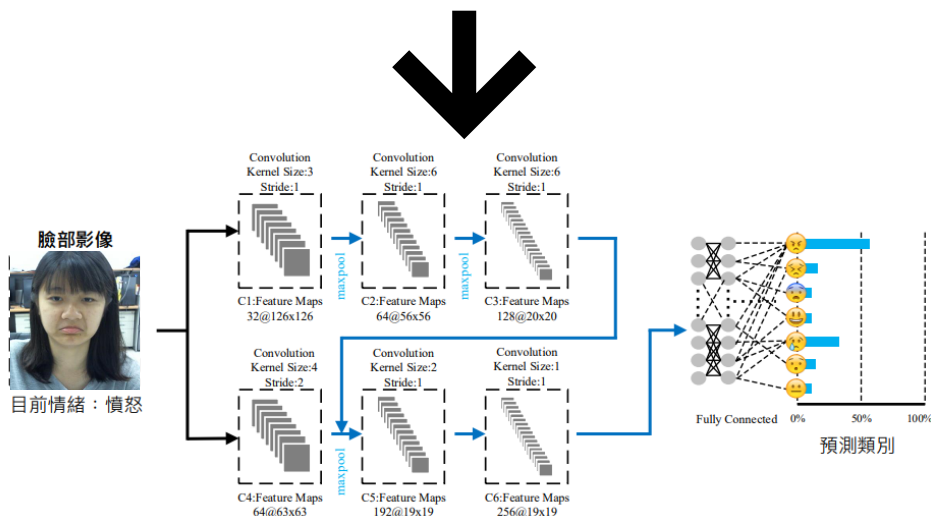 Convolution
Kernel Size:3
Stride:1
Convolution
Kernel Size:6
Stride:1
Convolution
Kernel Size:6
Stride:1
臉部影像
maxpool
maxpool
C1:Feature Maps
32@126x126
C2:Feature Maps
64@56x56
C3:Feature Maps
128@20x20
目前情緒：憤怒
Convolution
Kernel Size:4
Stride:2
Convolution
Kernel Size:2
Stride:1
Convolution
Kernel Size:1
Stride:1
maxpool
C4:Feature Maps
64@63x63
C5:Feature Maps
192@19x19
C6:Feature Maps
256@19x19
Fully Connected
0%
50%
100%
預測類別